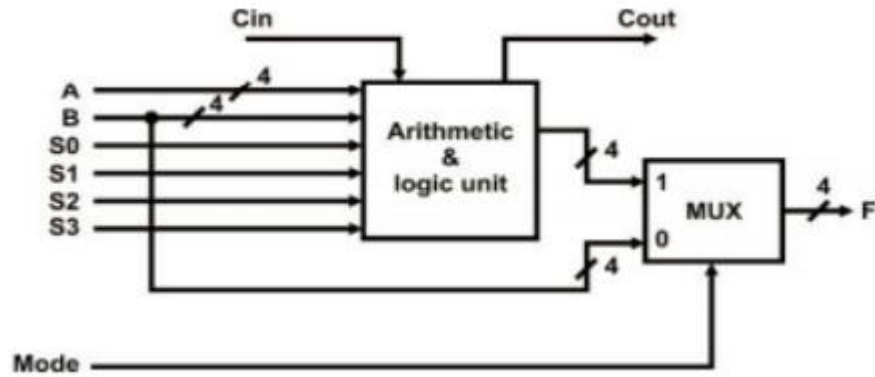 Cin
Cout
A
4
B
4
S0
S1
S2
S3
Arithmetic
&
logic unit
4
1
MUX
0
4
4
F
Mode